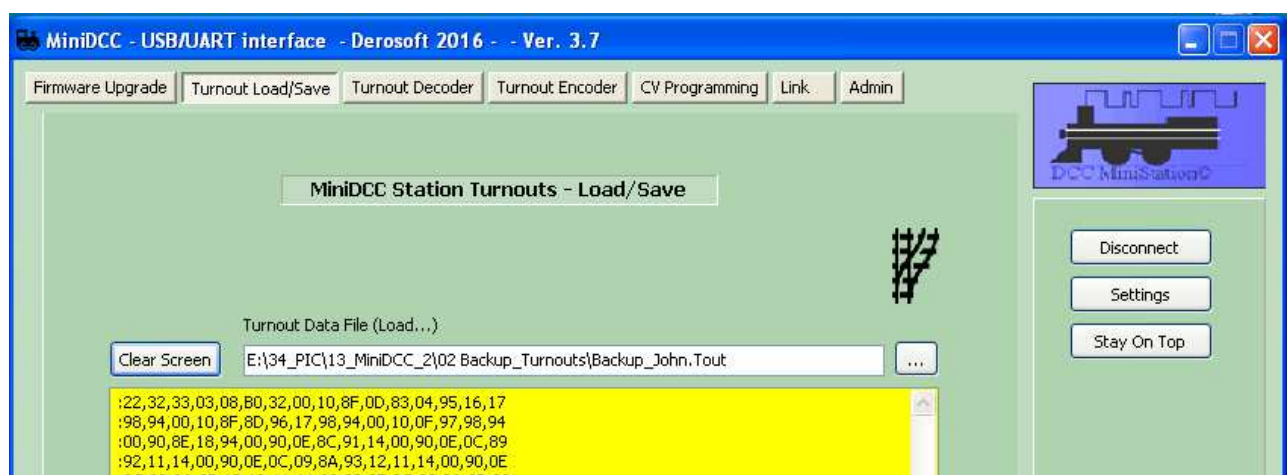 MiniDCC - USB/UART interface - Derosoft 2016 - - Ver. 3.7
Firmware Upgrade Turnout Load/Save Turnout Decoder Turnout Encoder CV Programming Link Admin
DCC MiniStation©
MiniDCC Station Turnouts - Load/Save
Disconnect
Settings
Stay On Top
Turnout Data File (Load...)
Clear Screen E:\34_PIC\13_MiniDCC_2\02 Backup_Turnouts\Backup_John.Tout ...
:22,32,33,03,08,B0,32,00,10,8F,0D,83,04,95,16,17
:98,94,00,10,8F,8D,96,17,98,94,00,10,0F,97,98,94
:00,90,8E,18,94,00,90,0E,8C,91,14,00,90,0E,0C,89
:92,11,14,00,90,0E,0C,09,8A,93,12,11,14,00,90,0E